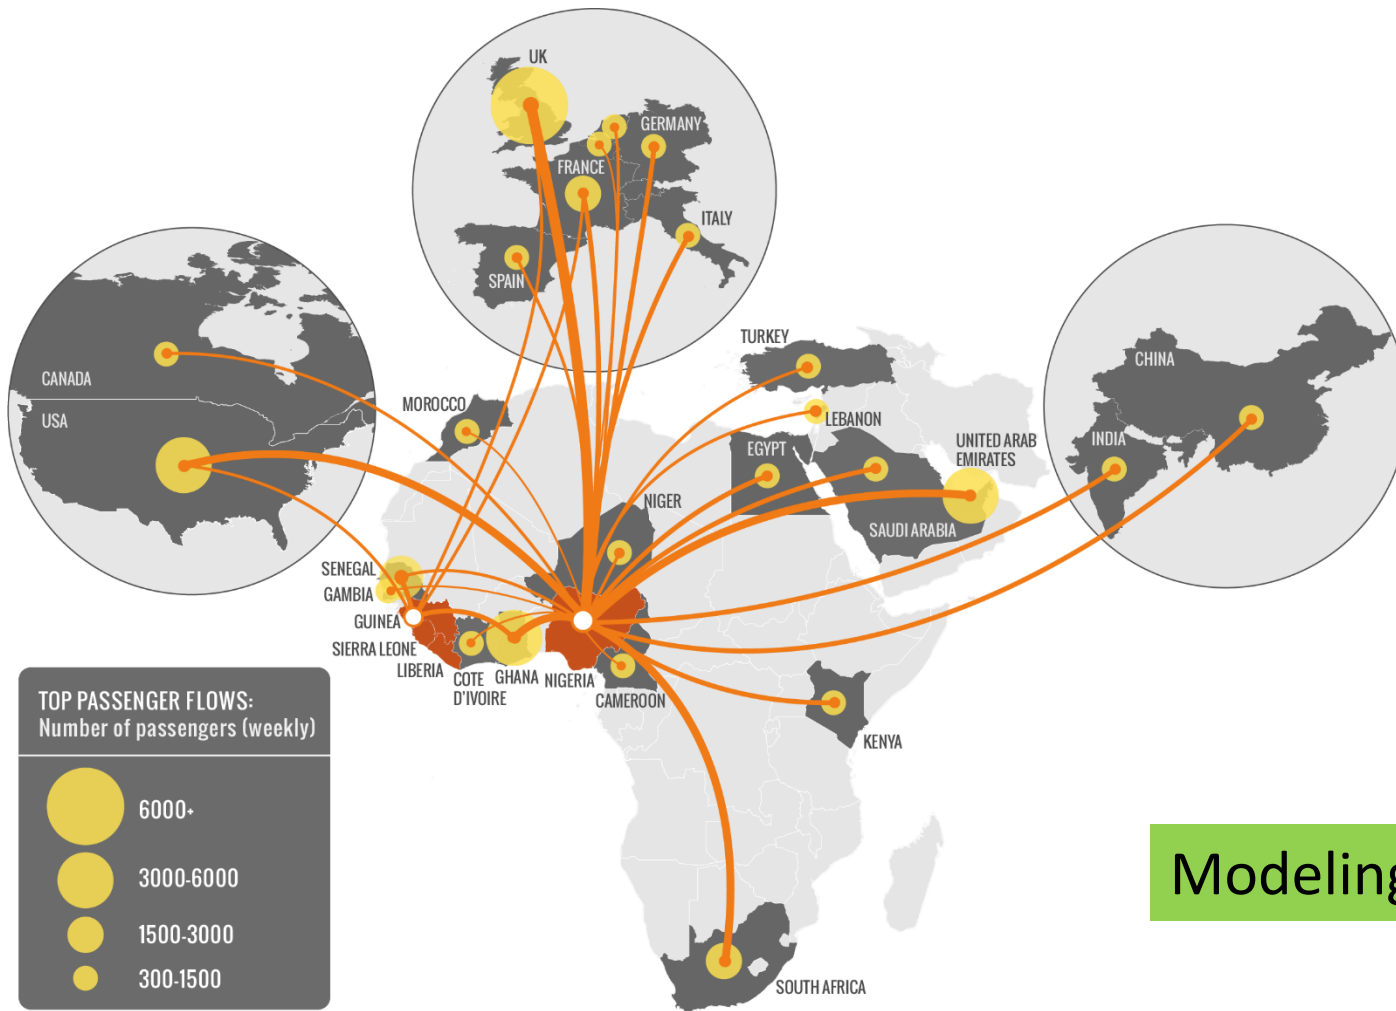 UK
GERMANY
FRANCE
ITALY
SPAIN
CANADA
USA
MOROCCO
TURKEY
LEBANON
EGYPT
UNITED ARAB
EMIRATES
SAUDI ARABIA
CHINA
INDIA
NIGER
SENEGAL
GAMBIA
GUINEA
SIERRA LEONE
LIBERIA
COTE
D'IVOIRE
GHANA
NIGERIA
CAMEROON
KENYA
SOUTH AFRICA
TOP PASSENGER FLOWS:
Number of passengers (weekly)
6000+
3000-6000
1500-3000
300-1500
Modeling